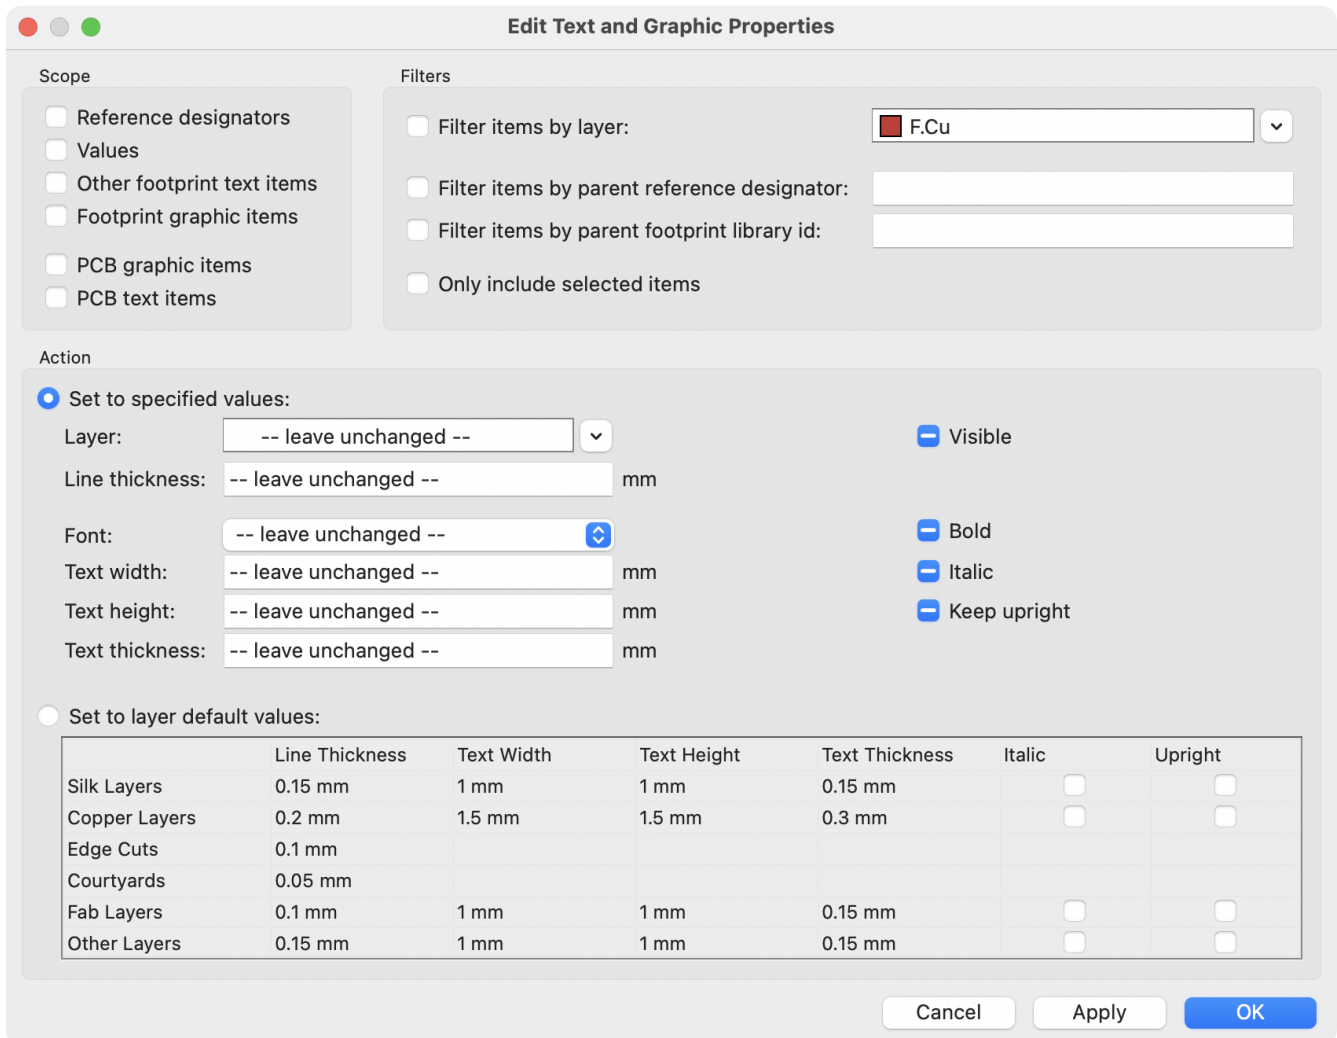 Edit Text and Graphic Properties
Scope
Reference designators
Values
Other footprint text items
Footprint graphic items
PCB graphic items
PCB text items
Filters
Filter items by layer: F.Cu
Filter items by parent reference designator:
Filter items by parent footprint library id:
Only include selected items
Action
Set to specified values:
Layer: -- leave unchanged -- Visible
Line thickness: -- leave unchanged -- mm
Font: -- leave unchanged -- Bold
Text width: -- leave unchanged -- mm Italic
Text height: -- leave unchanged -- mm Keep upright
Text thickness: -- leave unchanged -- mm
Set to layer default values:
Line Thickness Text Width Text Height Text Thickness Italic Upright
Silk Layers 0.15 mm 1 mm 1 mm 0.15 mm
Copper Layers 0.2 mm 1.5 mm 1.5 mm 0.3 mm
Edge Cuts 0.1 mm
Courtyards 0.05 mm
Fab Layers 0.1 mm 1 mm 1 mm 0.15 mm
Other Layers 0.15 mm 1 mm 1 mm 0.15 mm
Cancel Apply OK